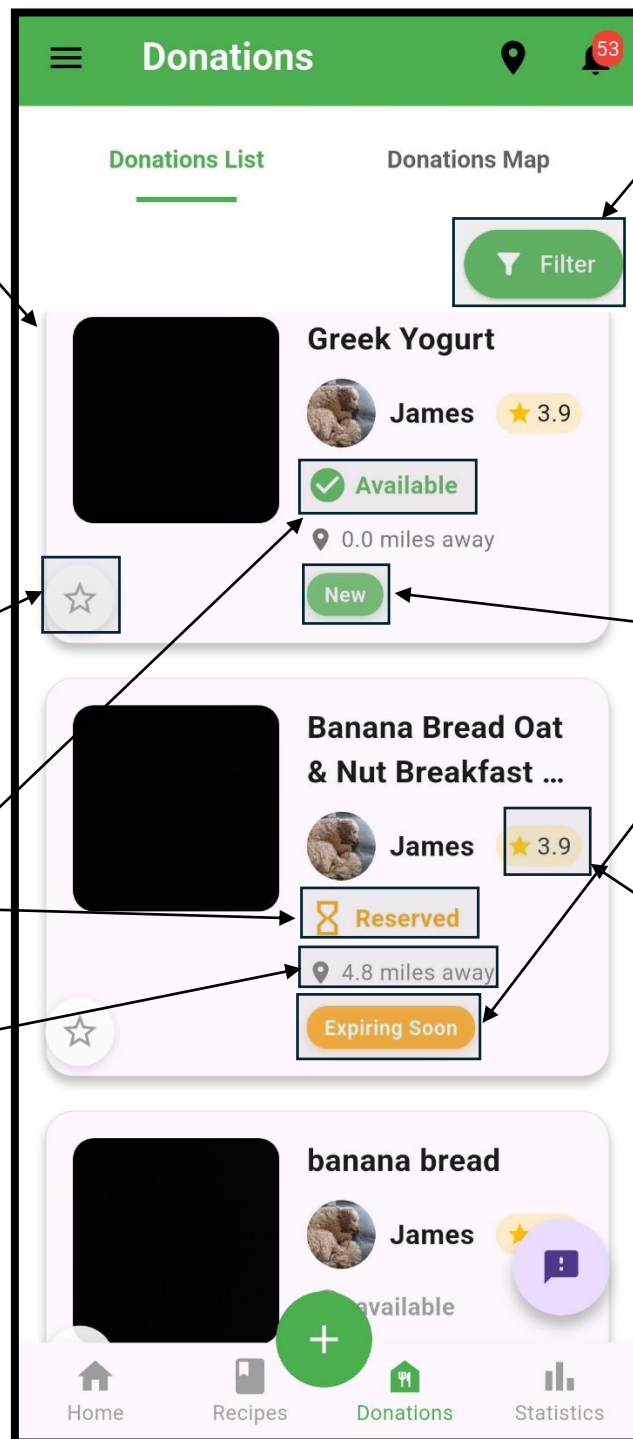 Donations
53
Donations List
Donations Map
Filter
Greek Yogurt
James
3.9
Available
0.0 miles away
New
Banana Bread Oat
& Nut Breakfast ...
James
3.9
Reserved
4.8 miles away
Expiring Soon
banana bread
James
Home
Recipes
Donations
Statistics